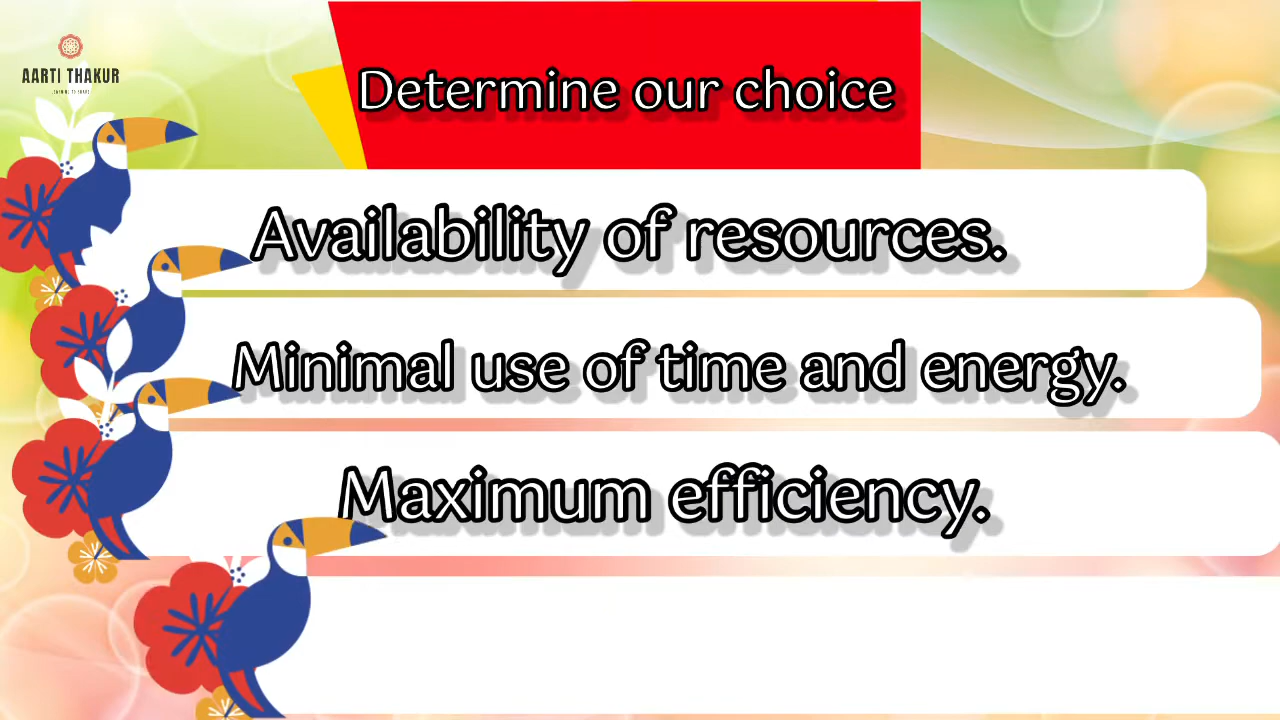 AARTI THAKUR
Determine our choice
Availability of resources.
Minimal use of time and energy.
Maximum efficiency.